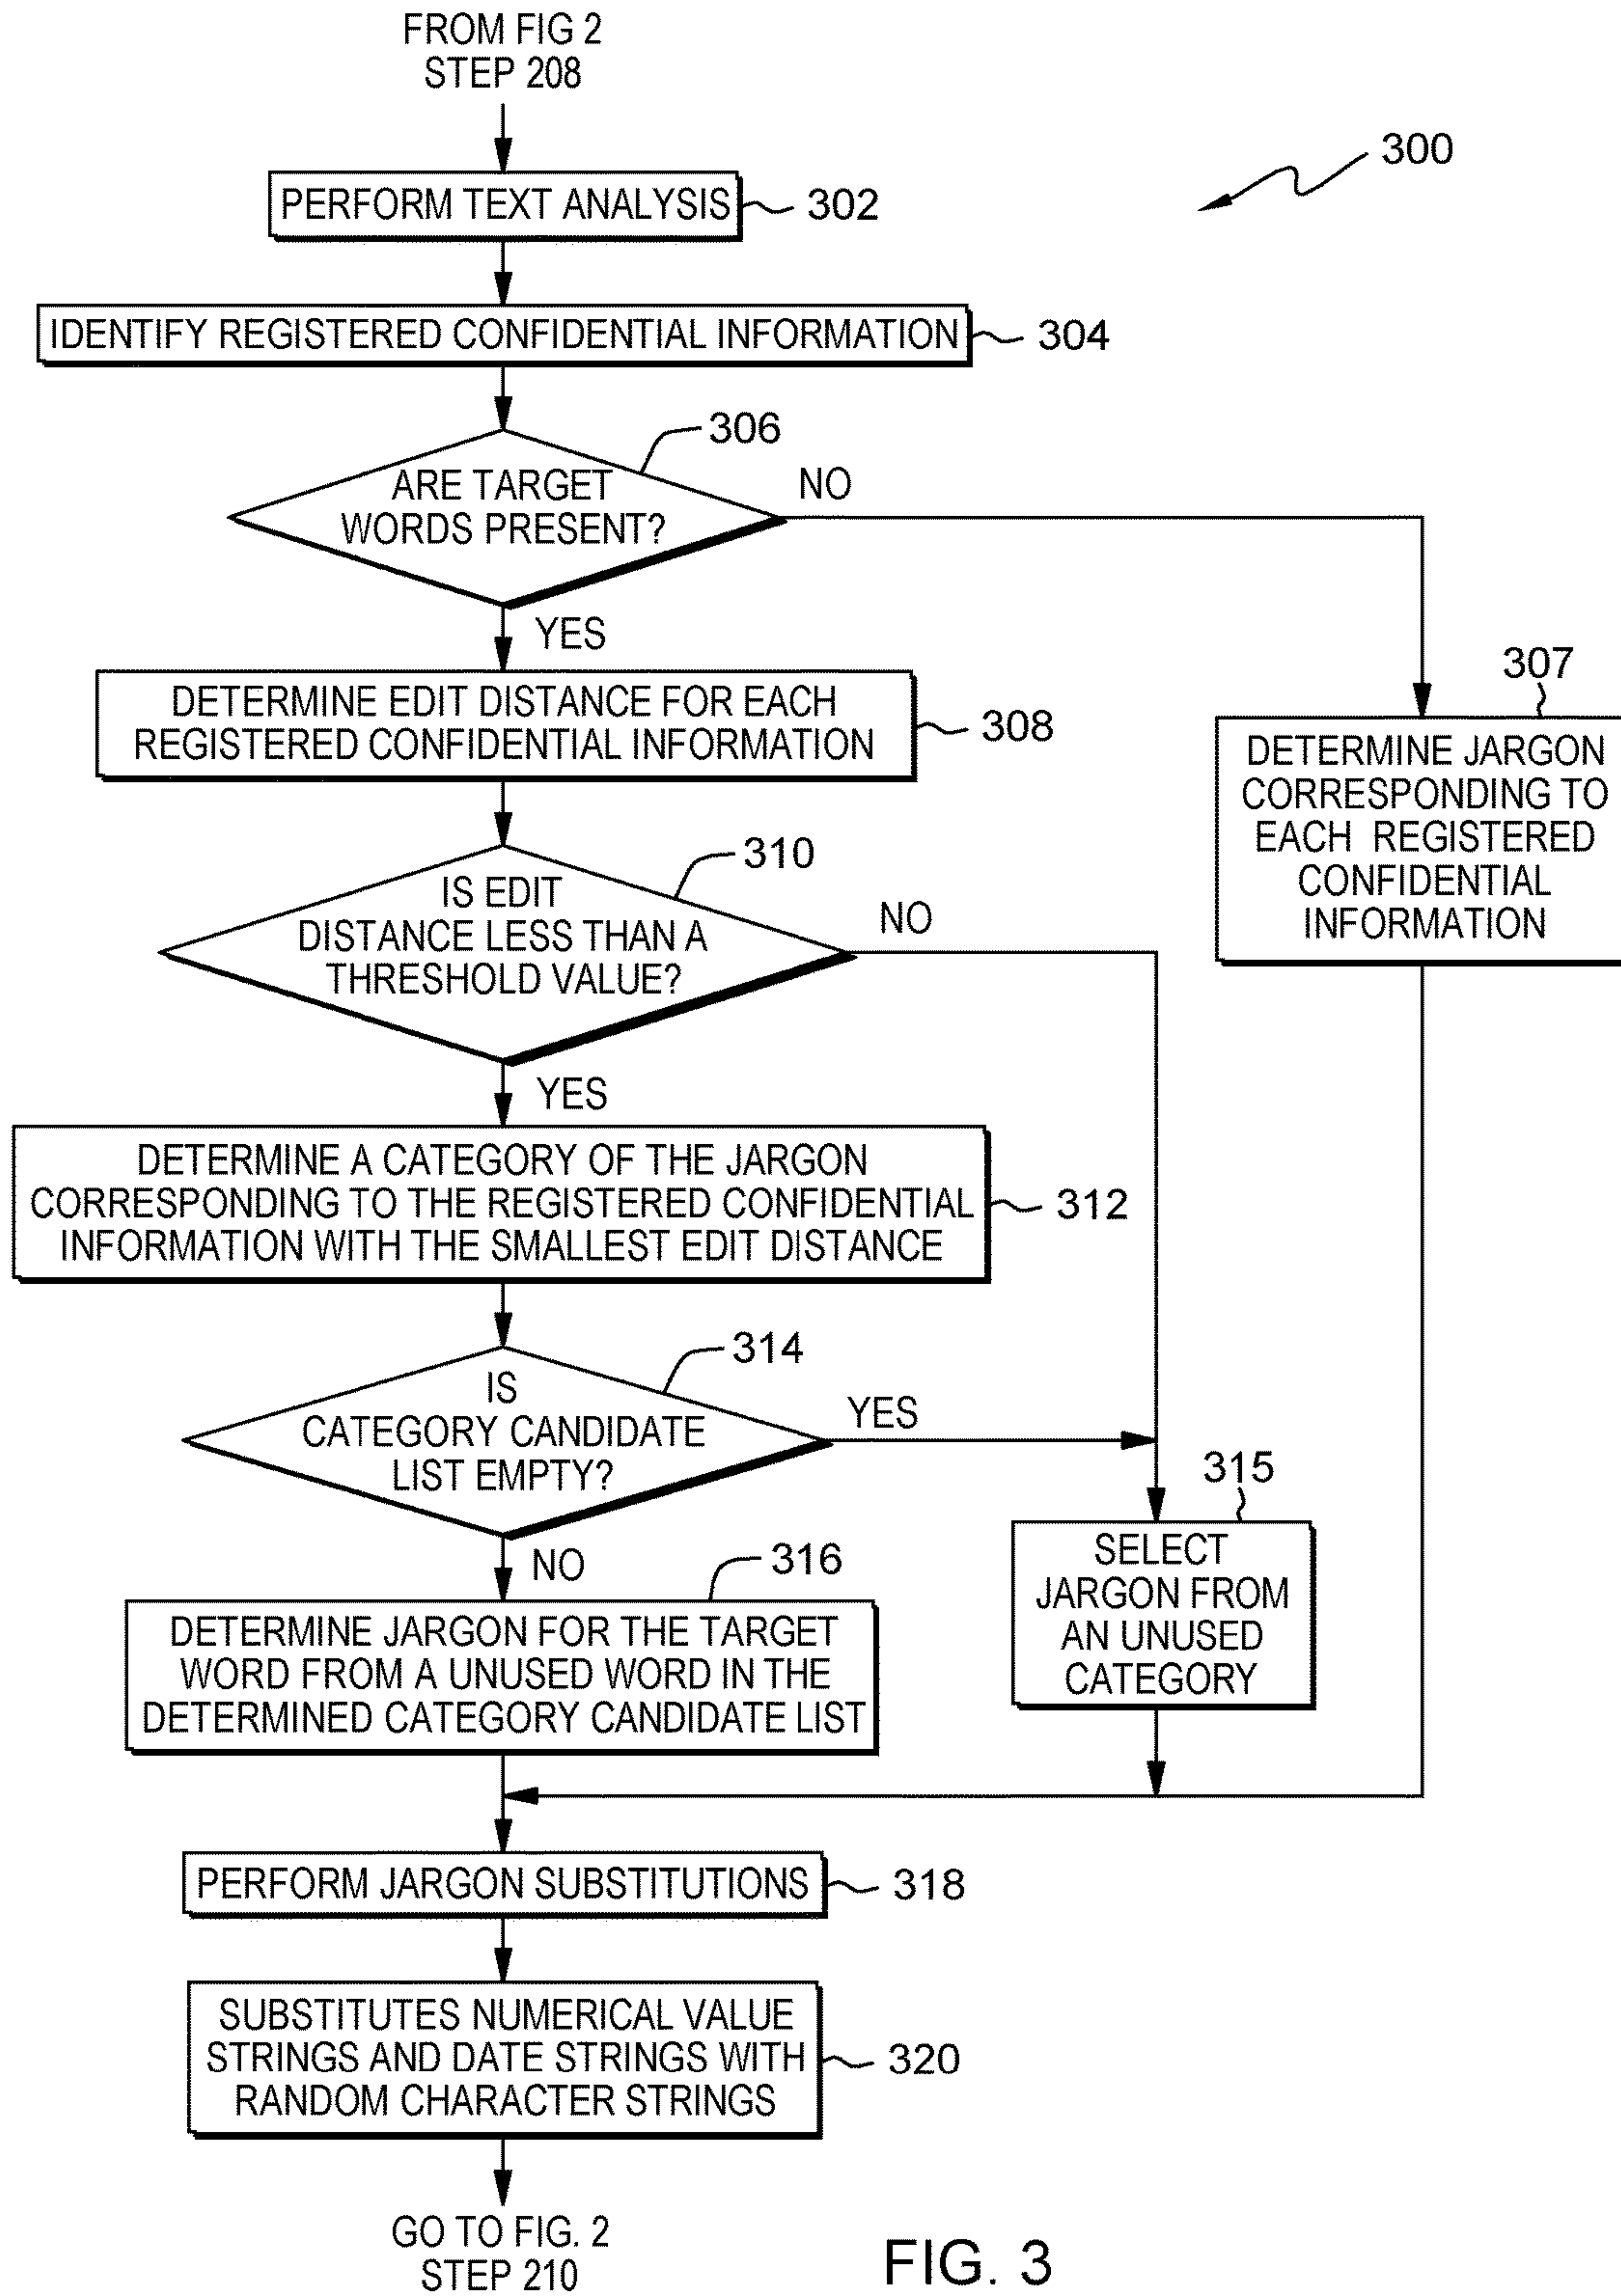 FROM FIG 2
STEP 208
300
PERFORM TEXT ANALYSIS
302
IDENTIFY REGISTERED CONFIDENTIAL INFORMATION
304
306
ARE TARGET
WORDS PRESENT?
NO
YES
307
DETERMINE JARGON
CORRESPONDING TO
EACH REGISTERED
CONFIDENTIAL
INFORMATION
DETERMINE EDIT DISTANCE FOR EACH
REGISTERED CONFIDENTIAL INFORMATION
308
310
IS EDIT
DISTANCE LESS THAN A
THRESHOLD VALUE?
NO
YES
DETERMINE A CATEGORY OF THE JARGON
CORRESPONDING TO THE REGISTERED CONFIDENTIAL
INFORMATION WITH THE SMALLEST EDIT DISTANCE
312
314
IS
CATEGORY CANDIDATE
LIST EMPTY?
YES
NO
315
SELECT
JARGON FROM
AN UNUSED
CATEGORY
316
DETERMINE JARGON FOR THE TARGET
WORD FROM A UNUSED WORD IN THE
DETERMINED CATEGORY CANDIDATE LIST
PERFORM JARGON SUBSTITUTIONS
318
SUBSTITUTES NUMERICAL VALUE
STRINGS AND DATE STRINGS WITH
RANDOM CHARACTER STRINGS
320
GO TO FIG. 2
STEP 210
FIG. 3